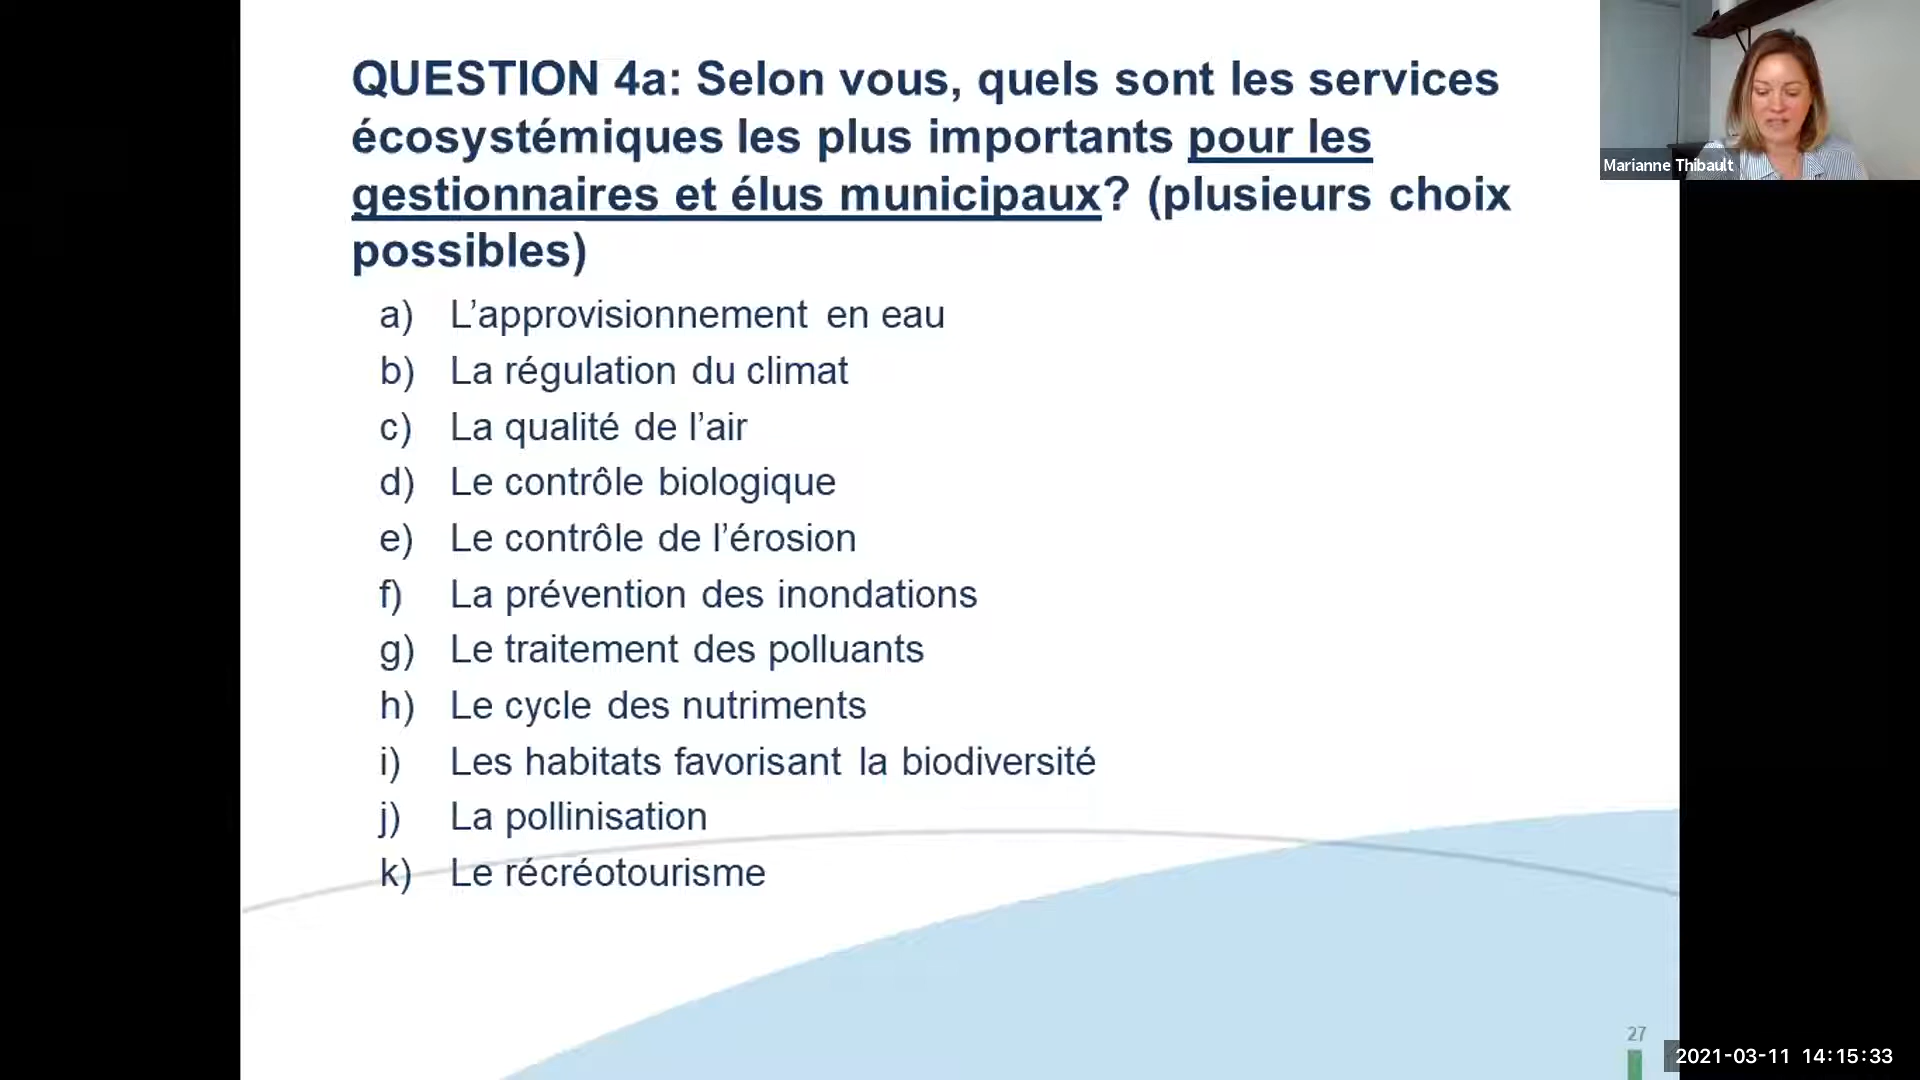 QUESTION 4a: Selon vous, quels sont les services
écosystémiques les plus importants pour les
gestionnaires et élus municipaux? (plusieurs choix
possibles)
a) L’approvisionnement en eau
b) La régulation du climat
c) La qualité de l’air
d) Le contrôle biologique
e) Le contrôle de l’érosion
f) La prévention des inondations
g) Le traitement des polluants
h) Le cycle des nutriments
i) Les habitats favorisant la biodiversité
j) La pollinisation
k) Le récréotourisme
Marianne Thibault
27
2021-03-11 14:15:33